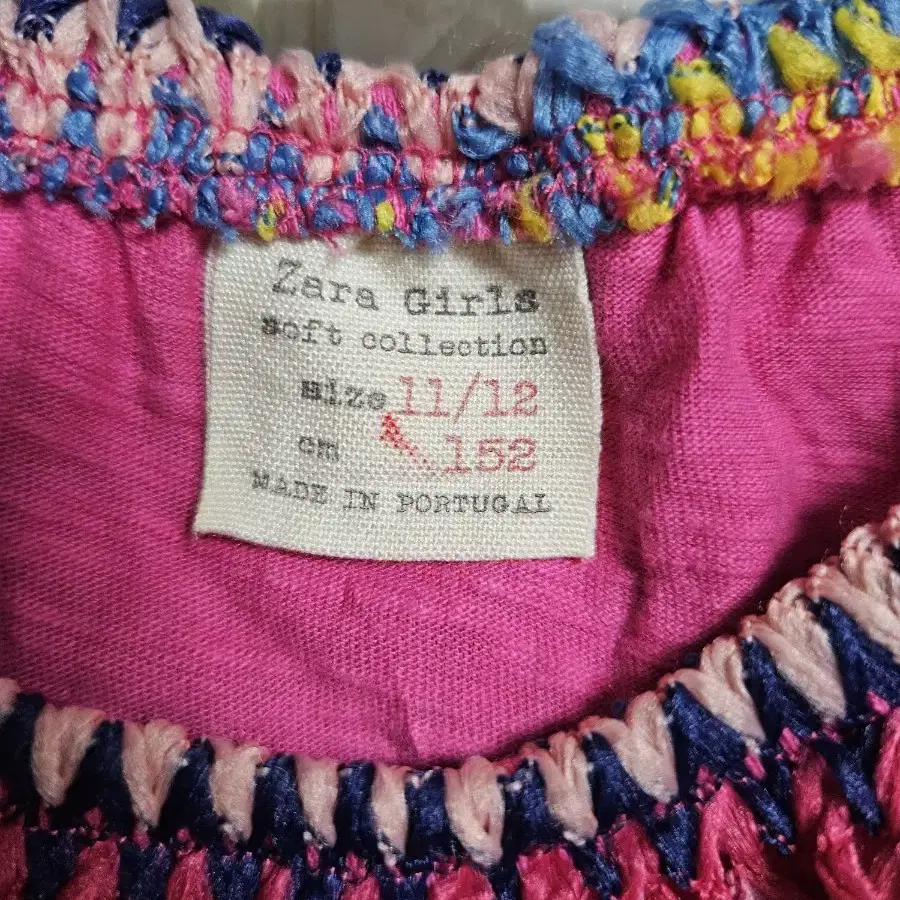 Zara Girls
soft collection
size 11/12
cm 152
MADE IN PORTUGAL